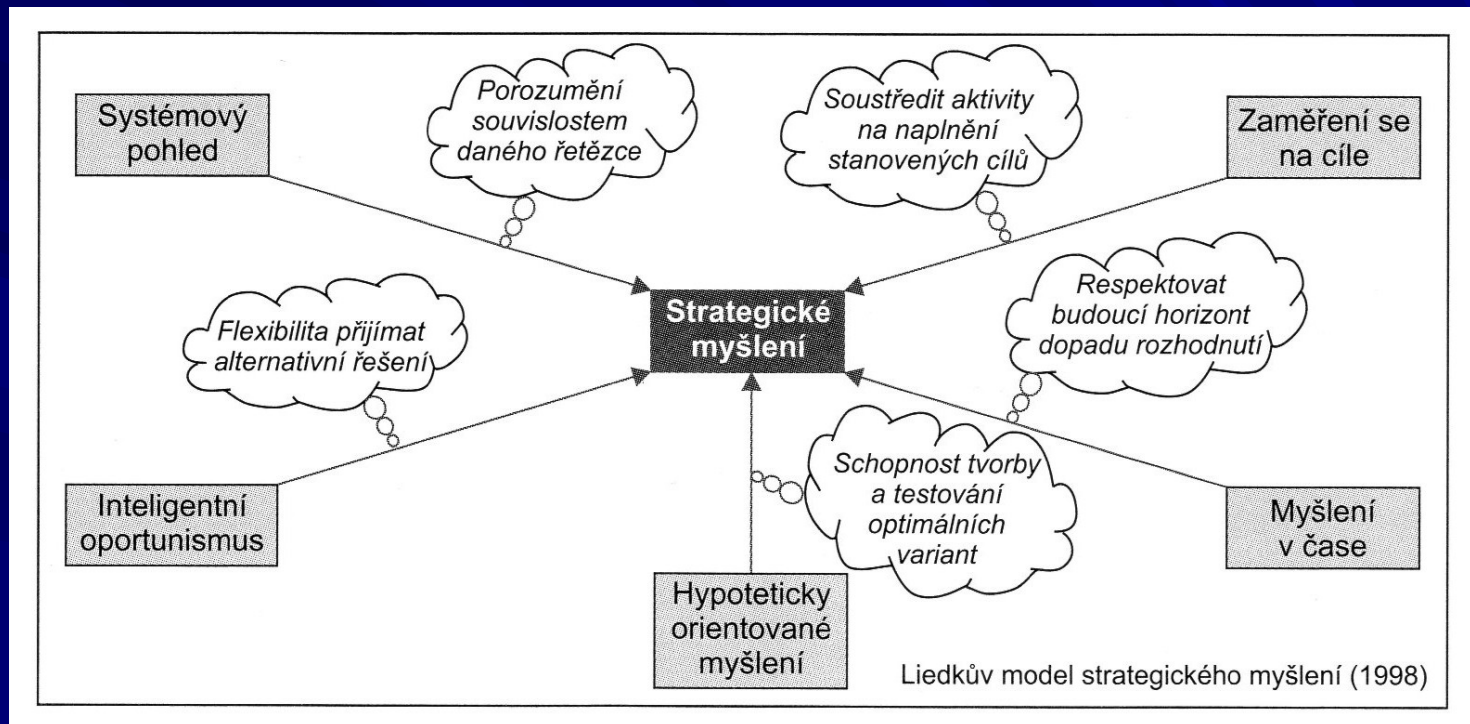 Systémový
pohled
Porozumění
souvislostem
daného řetězce
Soustředit aktivity
na naplnění
stanovených cílů
Zaměření se
na cíle
Flexibilita přijímat
alternativní řešení
Strategické
myšlení
Respektovat
budoucí horizont
dopadu rozhodnutí
Inteligentní
oportunismus
Schopnost tvorby
a testování
optimálních
variant
Myšlení
v čase
Hypoteticky
orientované
myšlení
Liedkův model strategického myšlení (1998)